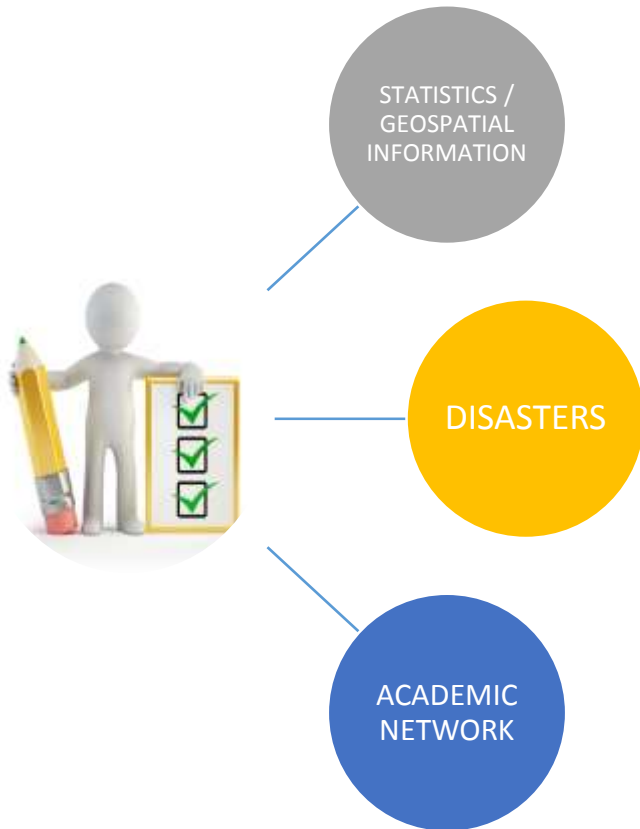 STATISTICS /
GEOSPATIAL
INFORMATION
DISASTERS
ACADEMIC
NETWORK